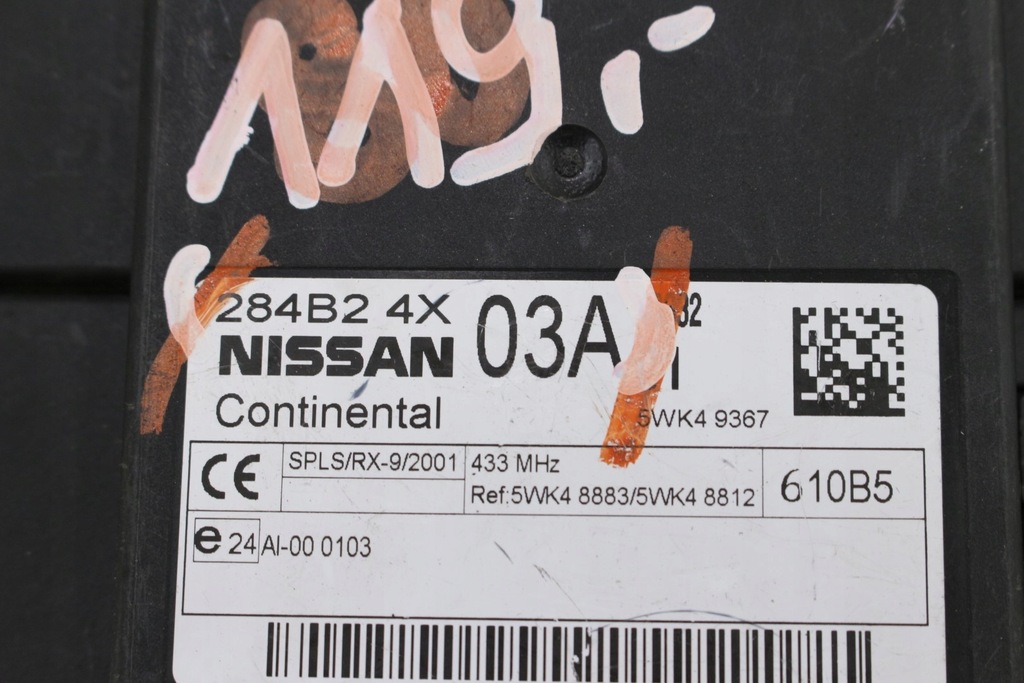 119,-
284B2 4X
NISSAN
03A
32
Continental
5WK4 9367
CE
SPLS/RX-9/2001
433 MHz
Ref:5WK4 8883/5WK4 8812
610B5
e 24 AI-00 0103